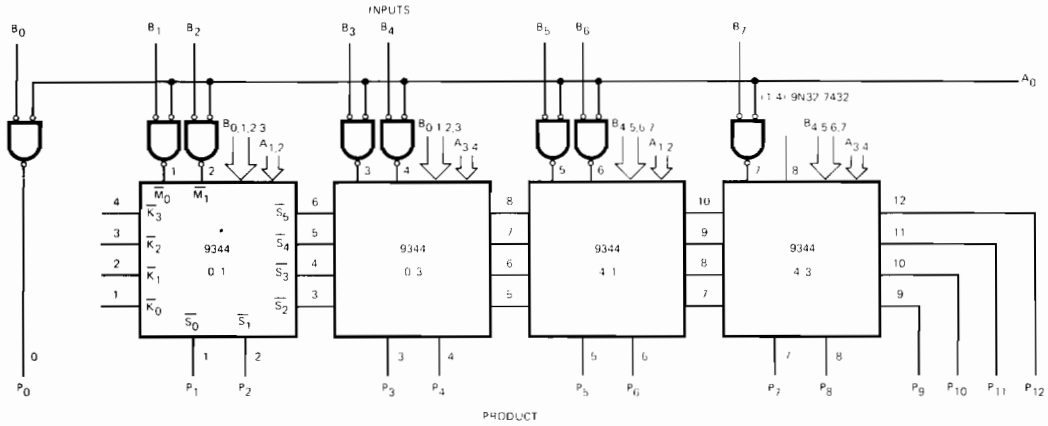 INPUTS
B0 B1 B2 B3 B4 B5 B6 B7
A0
(1/4) 9N32/7432
B0,1,2,3 A1,2 B0,1,2,3 A3,4 B4,5,6,7 A1,2 B4,5,6,7 A3,4
1 2 3 4 5 6 7 8
M̅0 M̅1
4 K̅3 S̅5 6 8 10 12
3 K̅2 9344 S̅4 5 9344 7 9344 9 9344 11
2 K̅1 0 1 S̅3 4 0 3 6 4 1 8 4 3 10
1 K̅0 S̅2 3 5 7 9
S̅0 S̅1
0 1 2 3 4 5 6 7 8
P0 P1 P2 P3 P4 P5 P6 P7 P8 P9 P10 P11 P12
PRODUCT